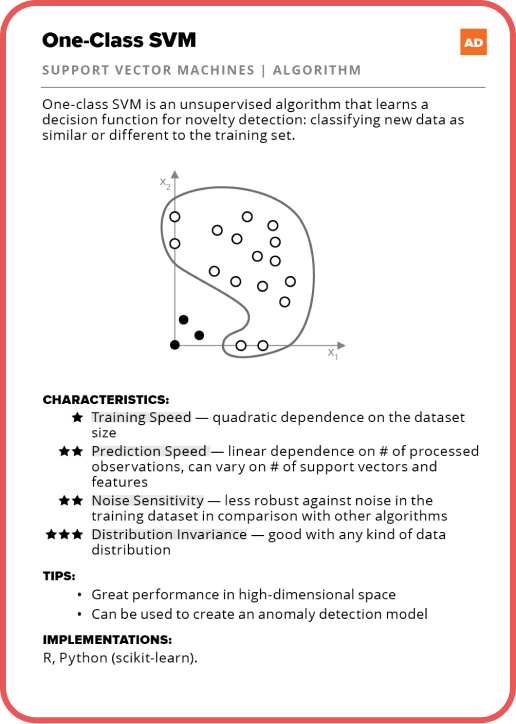 One-Class SVM
AD
SUPPORT VECTOR MACHINES | ALGORITHM
One-class SVM is an unsupervised algorithm that learns a
decision function for novelty detection: classifying new data as
similar or different to the training set.
X2
X1
CHARACTERISTICS:
★ Training Speed — quadratic dependence on the dataset
size
★★ Prediction Speed — linear dependence on # of processed
observations, can vary on # of support vectors and
features
★★ Noise Sensitivity — less robust against noise in the
training dataset in comparison with other algorithms
★★★ Distribution Invariance — good with any kind of data
distribution
TIPS:
• Great performance in high-dimensional space
• Can be used to create an anomaly detection model
IMPLEMENTATIONS:
R, Python (scikit-learn).